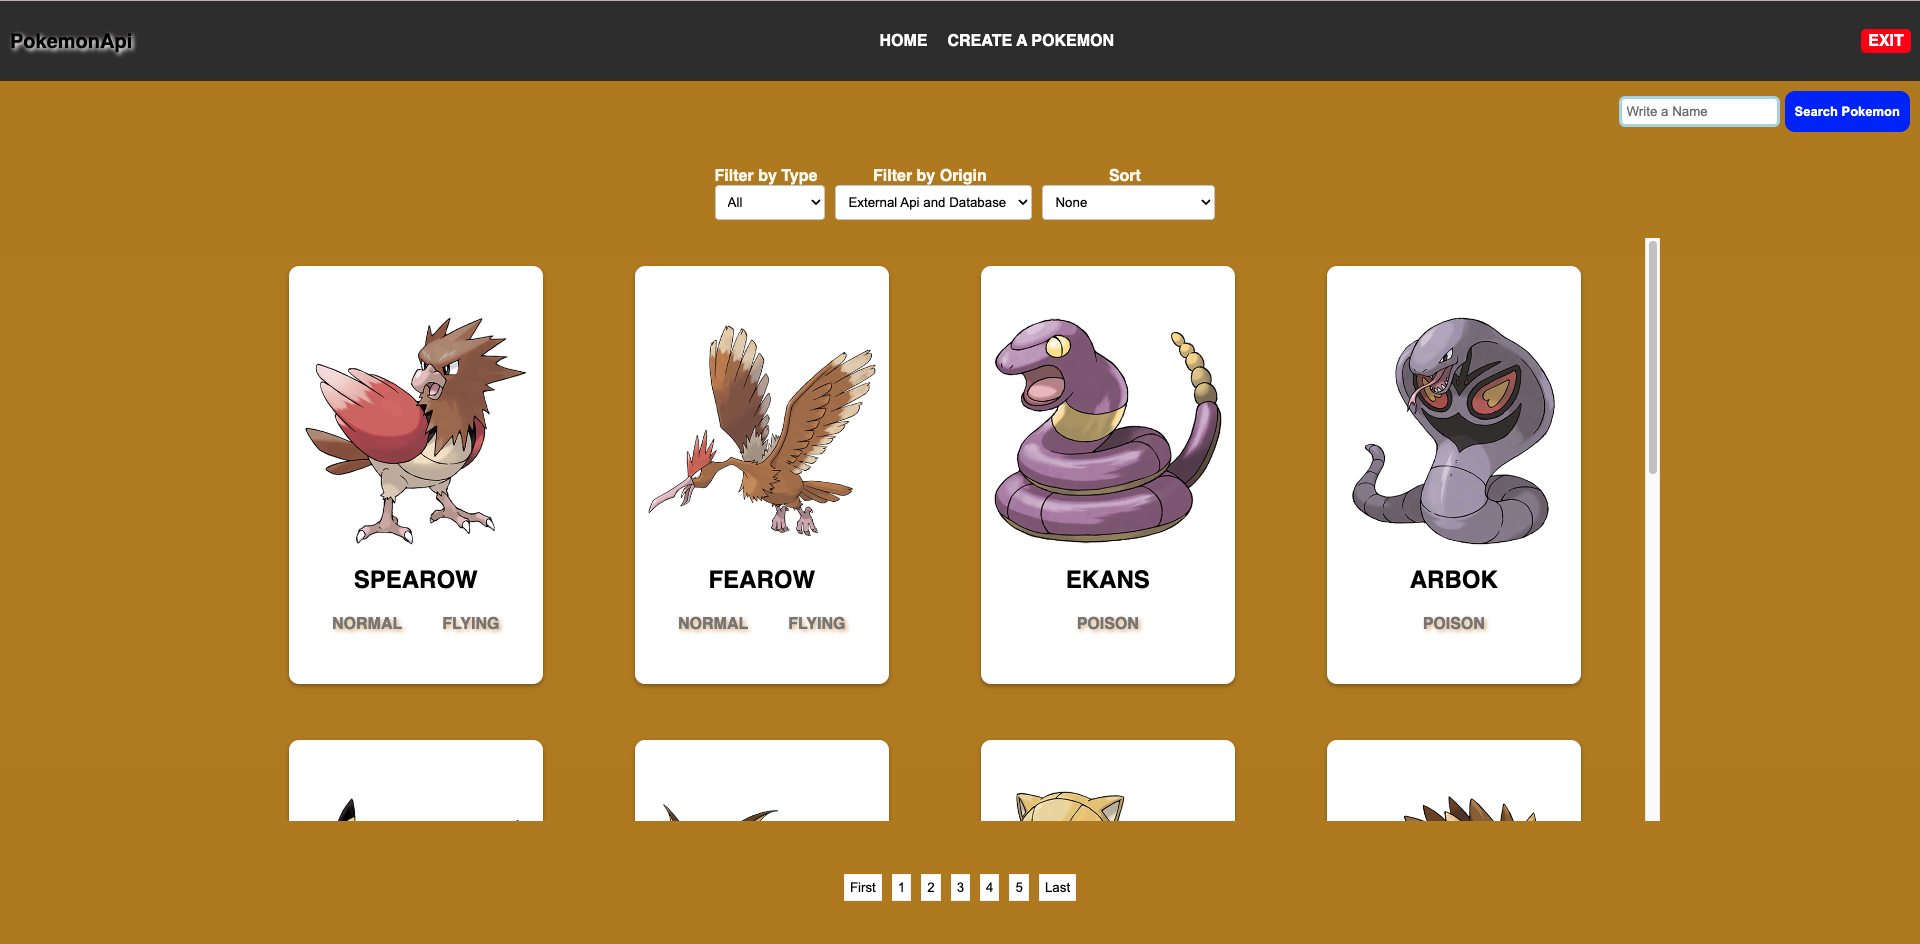 PokemonApi
HOME CREATE A POKEMON
EXIT
Write a Name
Search Pokemon
Filter by Type Filter by Origin Sort
All External Api and Database None
SPEAROW FEAROW EKANS ARBOK
NORMAL FLYING NORMAL FLYING POISON POISON
First 1 2 3 4 5 Last